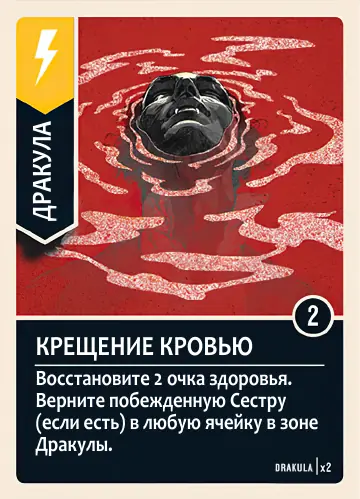 ДРАКУЛА
2
КРЕЩЕНИЕ КРОВЬЮ
Восстановите 2 очка здоровья.
Верните побежденную Сестру
(если есть) в любую ячейку в зоне
Дракулы.
DRAKULA | x2